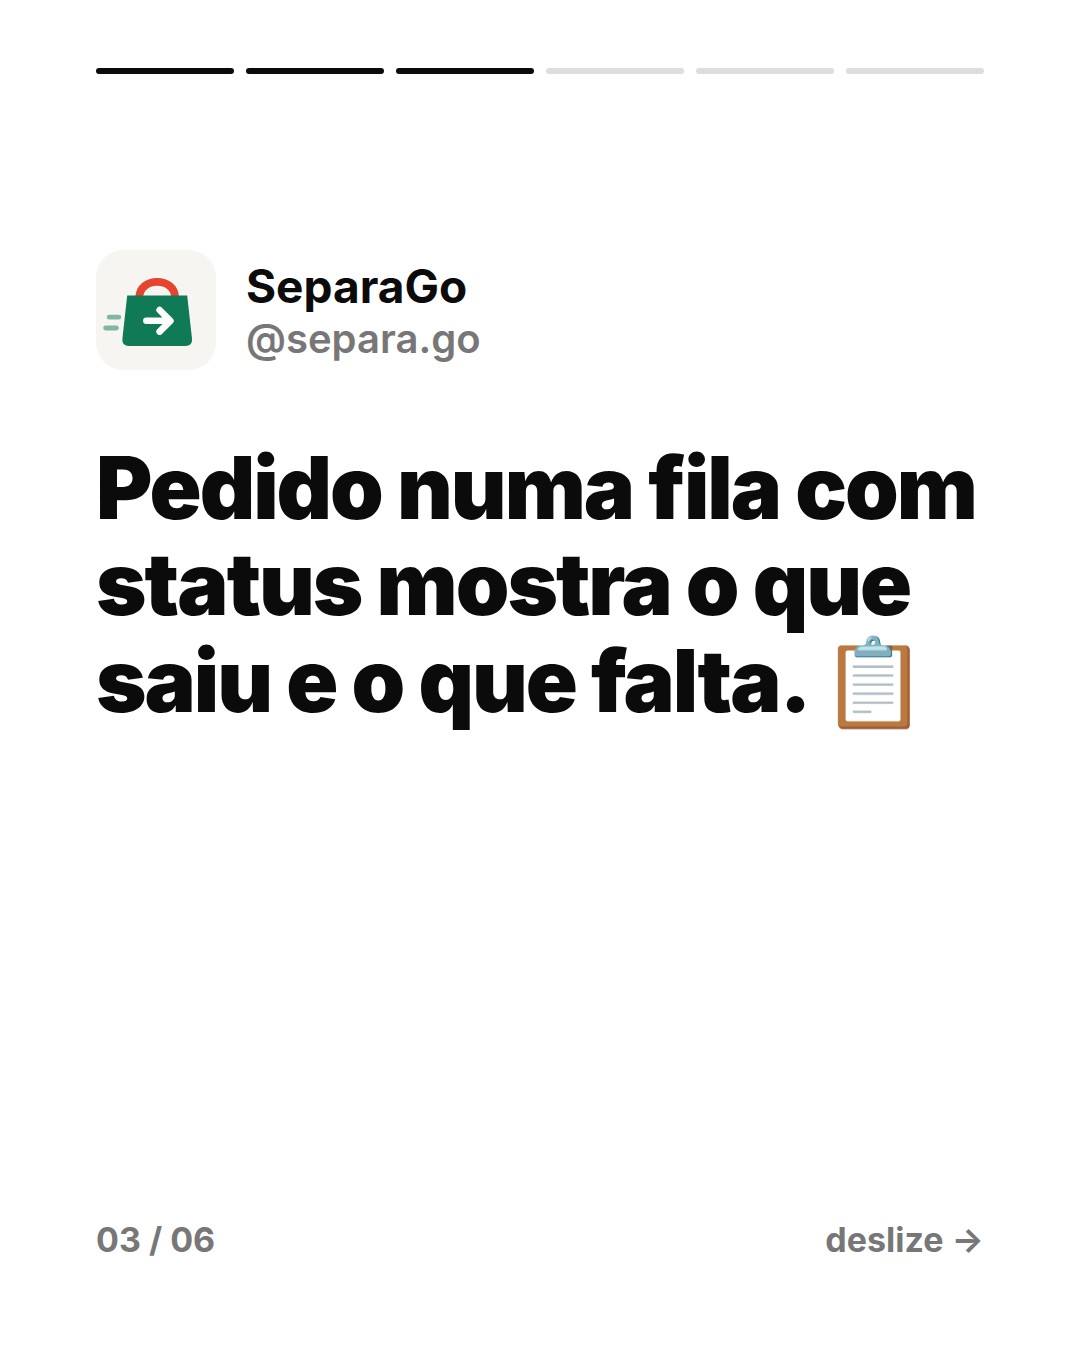 SeparaGo
@separa.go
Pedido numa fila com
status mostra o que
saiu e o que falta. 📋
03 / 06
deslize →